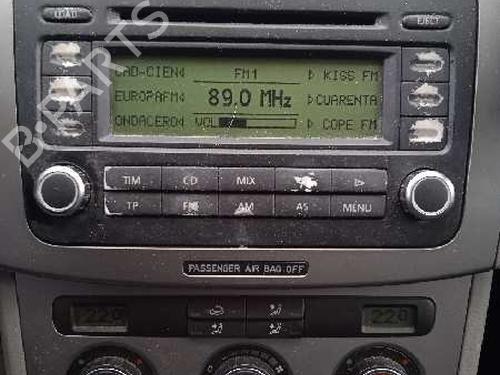 LOAD
EJECT
CAD-CIEN FM1 KISS FM
EUROPAFM 89.0 MHz CUARENTA
ONDACERO VOL COPE FM
TIM CD MIX
TP AM AS MENU
PASSENGER AIR BAG OFF
22.0 22.0
B-PARTS